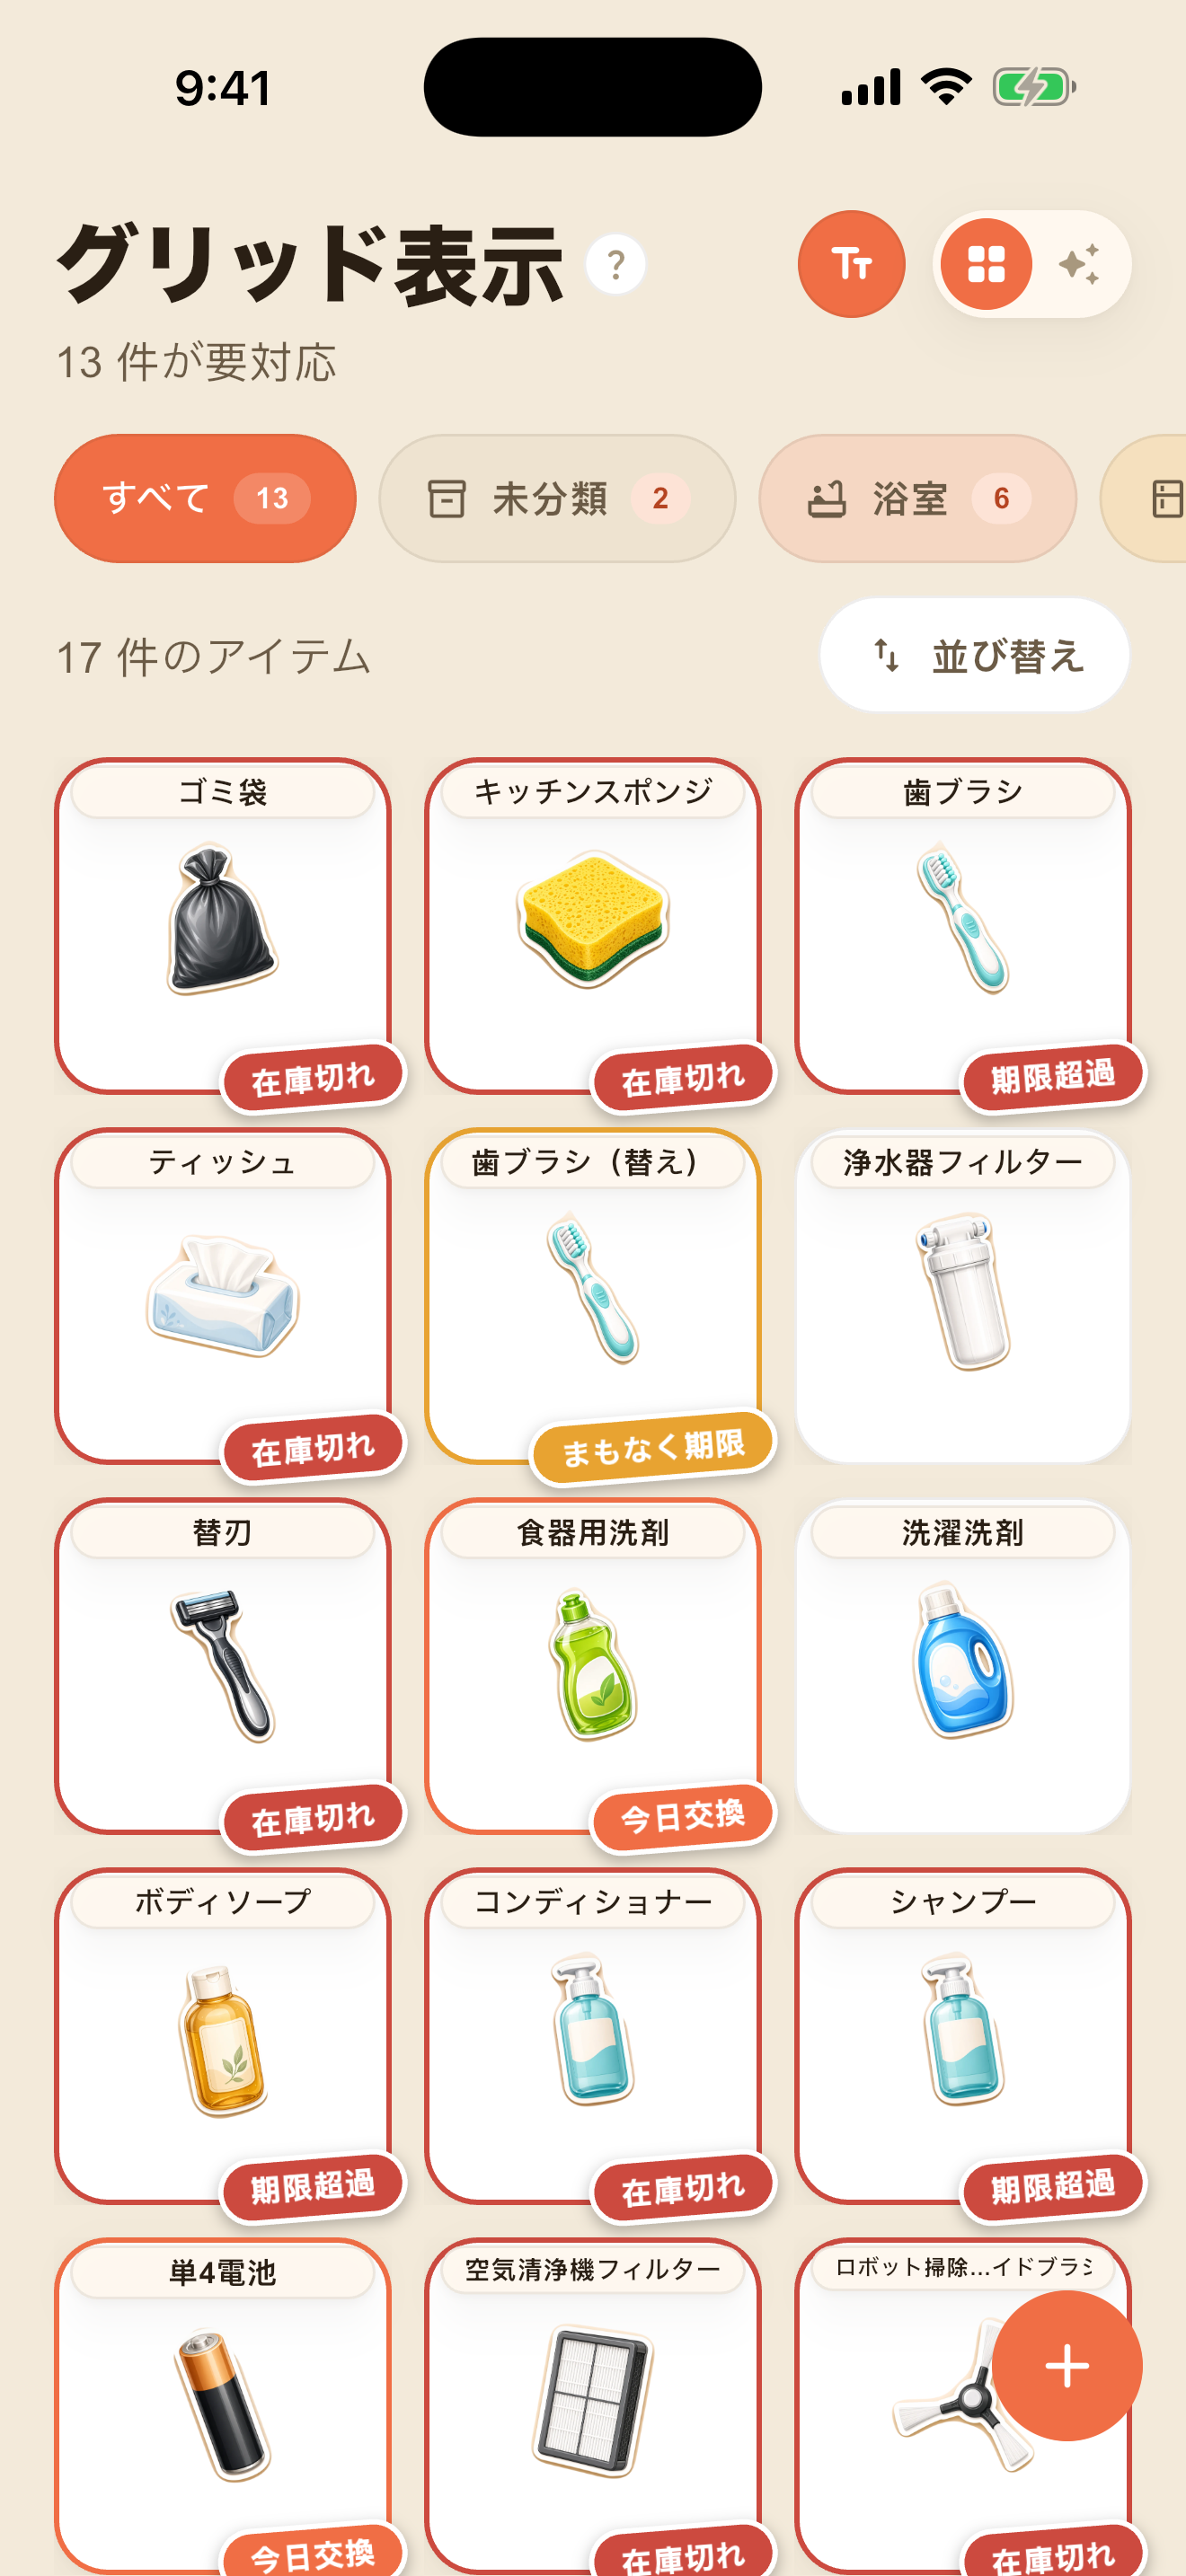 9:41
グリッド表示 ?
13 件が要対応
すべて 13 未分類 2 浴室 6
17 件のアイテム 並び替え
ゴミ袋 キッチンスポンジ 歯ブラシ
在庫切れ 在庫切れ 期限超過
ティッシュ 歯ブラシ（替え） 浄水器フィルター
在庫切れ まもなく期限
替刃 食器用洗剤 洗濯洗剤
在庫切れ 今日交換
ボディソープ コンディショナー シャンプー
期限超過 在庫切れ 期限超過
単4電池 空気清浄機フィルター ロボット掃除...イドブラシ
今日交換 在庫切れ 在庫切れ